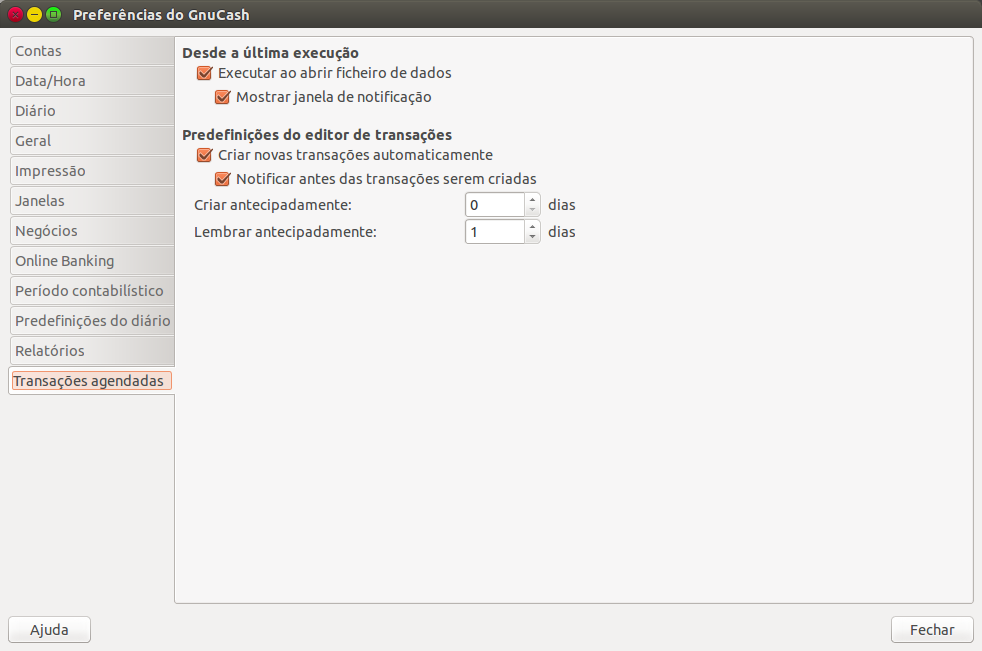 Preferências do GnuCash
Contas
Data/Hora
Diário
Geral
Impressão
Janelas
Negócios
Online Banking
Período contabilístico
Predefinições do diário
Relatórios
Transações agendadas
Desde a última execução
Executar ao abrir ficheiro de dados
Mostrar janela de notificação
Predefinições do editor de transações
Criar novas transações automaticamente
Notificar antes das transações serem criadas
Criar antecipadamente: 0 dias
Lembrar antecipadamente: 1 dias
Ajuda
Fechar